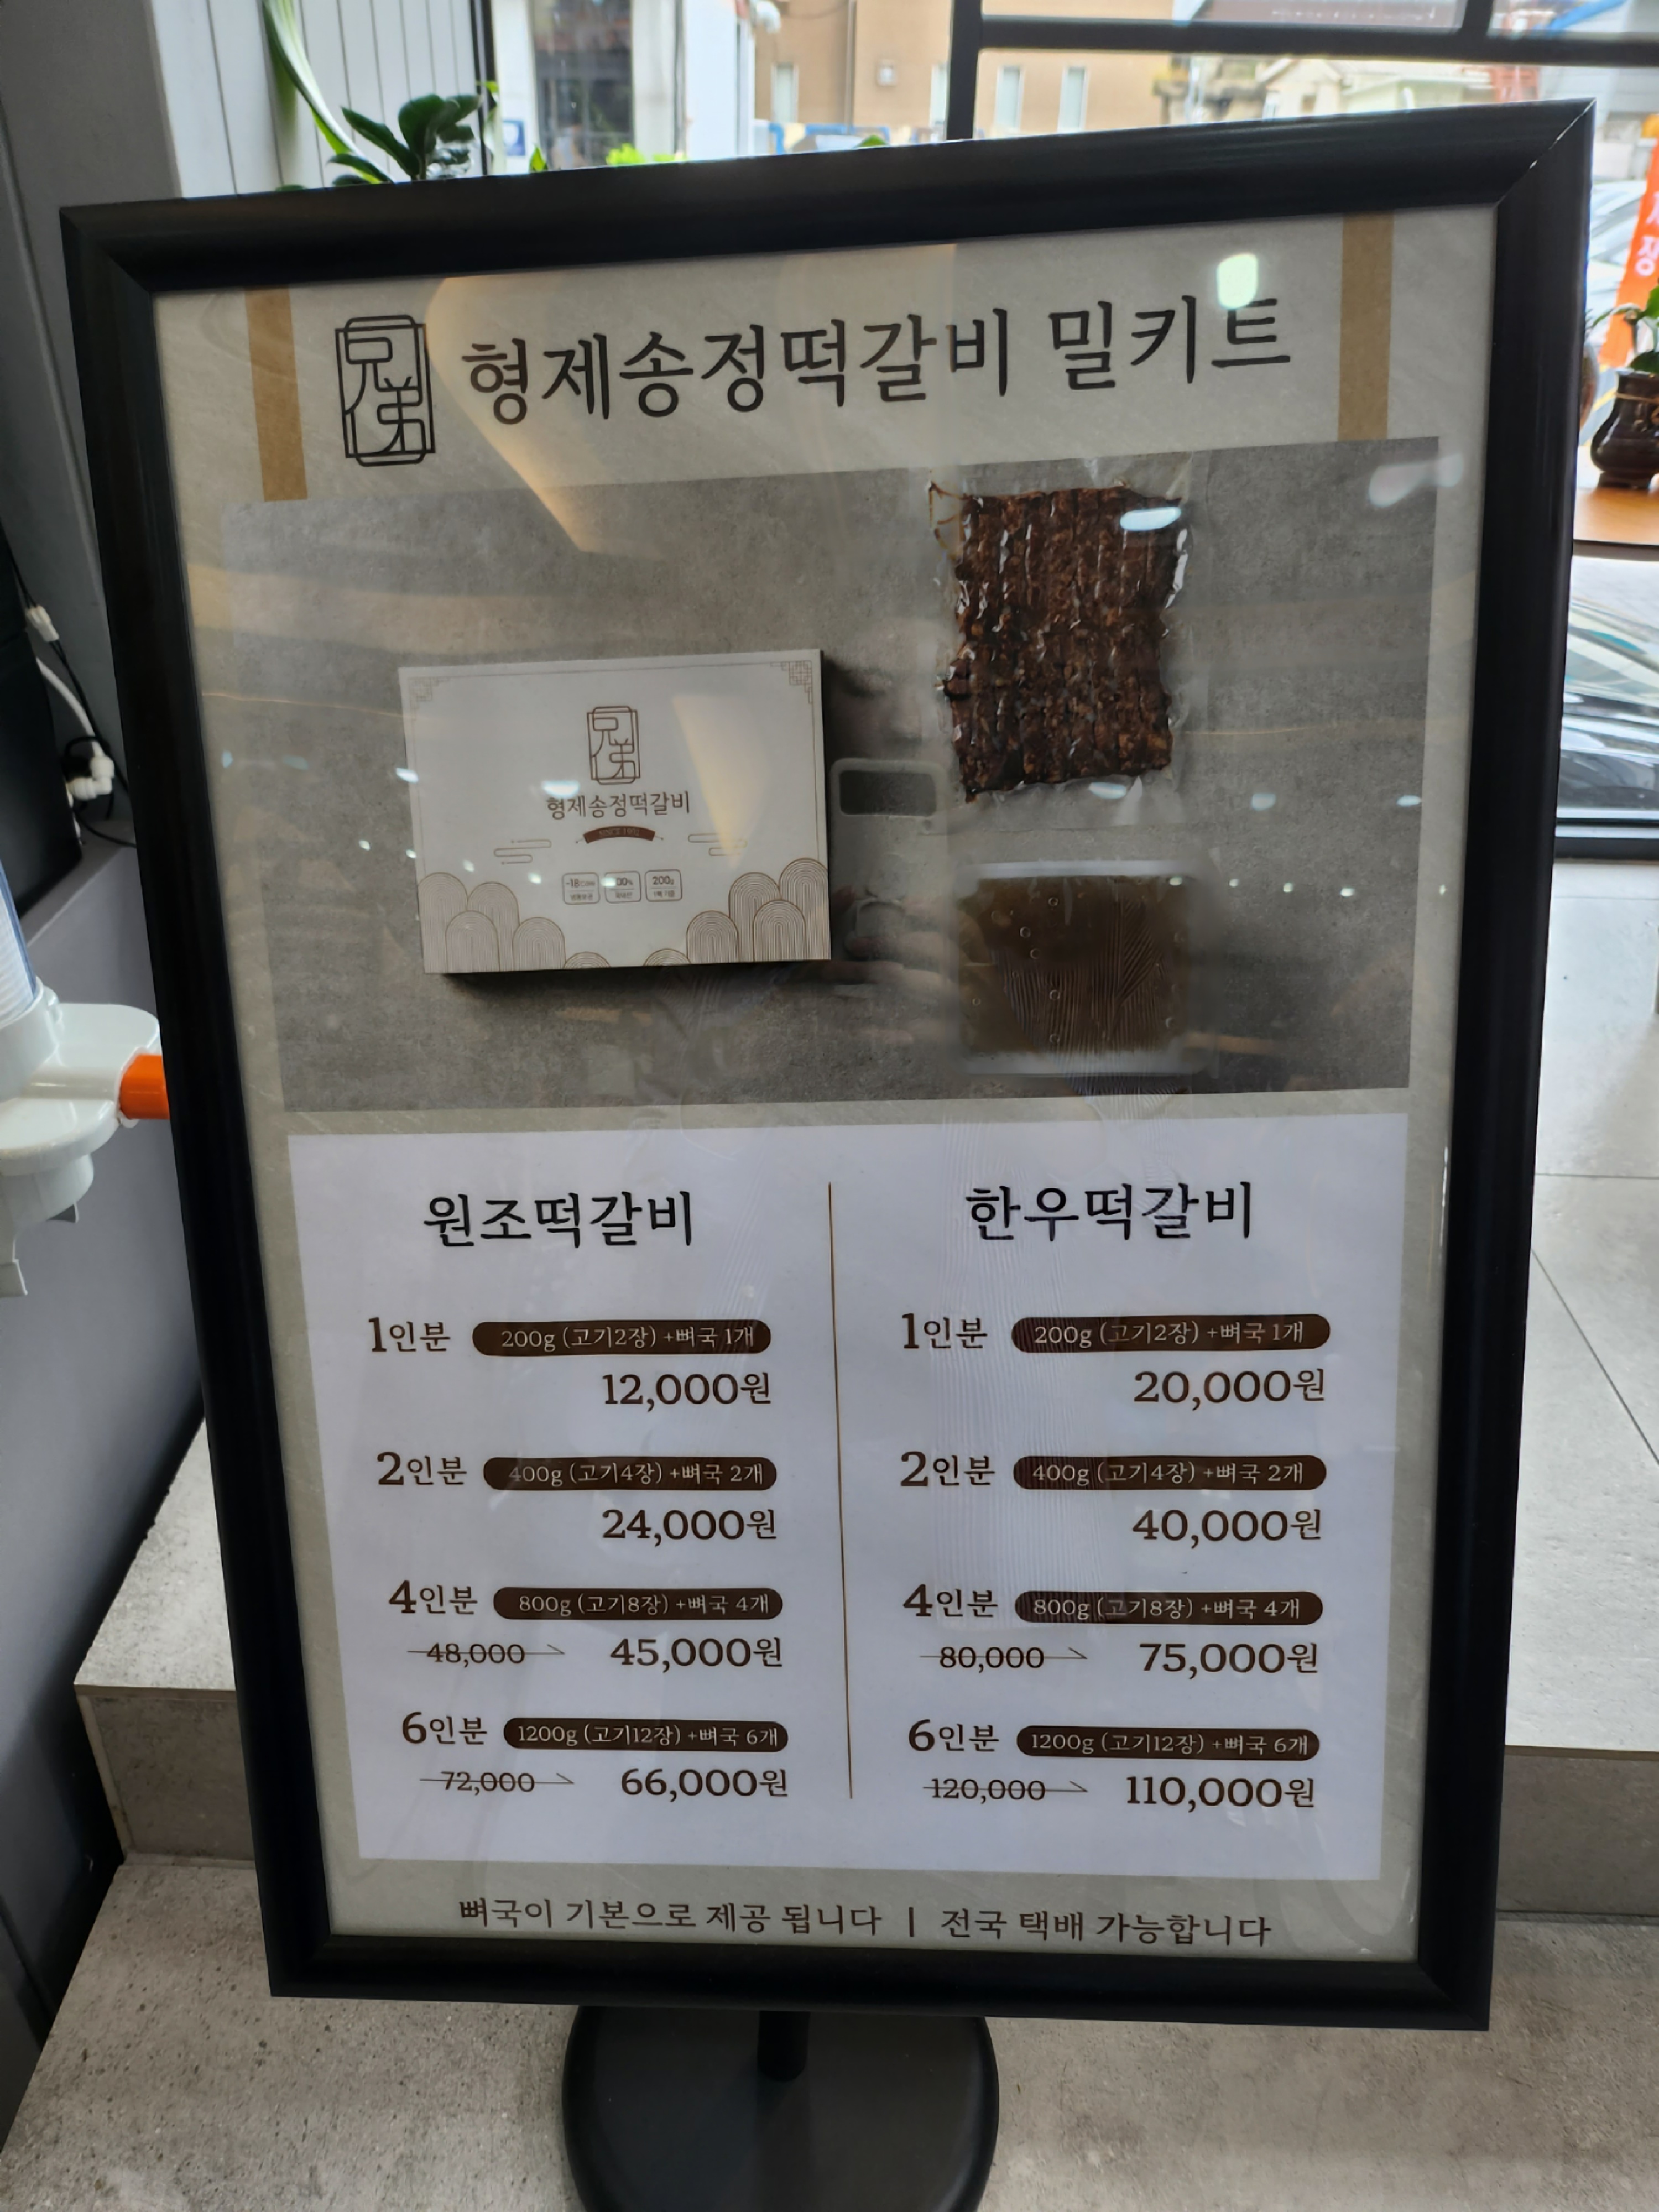 兄弟 형제송정떡갈비 밀키트
兄弟
형제송정떡갈비
200g
원조떡갈비
1인분 200g (고기2장) +뼈국 1개
12,000원
2인분 400g (고기4장) +뼈국 2개
24,000원
4인분 800g (고기8장) +뼈국 4개
48,000 45,000원
6인분 1200g (고기12장) +뼈국 6개
72,000 66,000원
한우떡갈비
1인분 200g (고기2장) +뼈국 1개
20,000원
2인분 400g (고기4장) +뼈국 2개
40,000원
4인분 800g (고기8장) +뼈국 4개
80,000 75,000원
6인분 1200g (고기12장) +뼈국 6개
120,000 110,000원
뼈국이 기본으로 제공 됩니다 | 전국 택배 가능합니다